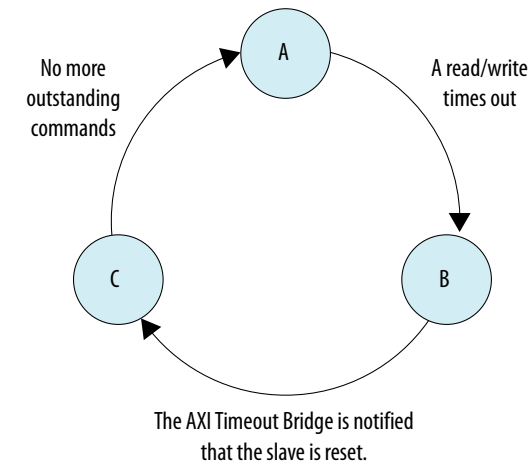 A
No more
outstanding
commands
A read/write
times out
C
B
The AXI Timeout Bridge is notified
that the slave is reset.